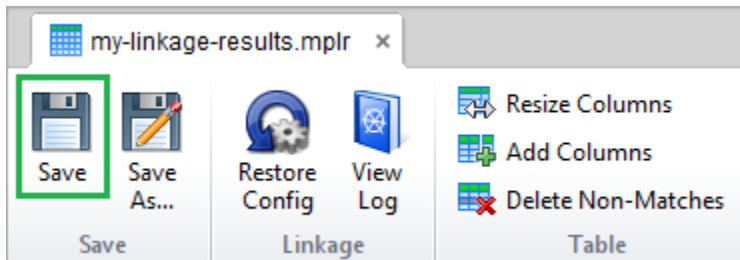 my-linkage-results.mplr ×
Save
Save
As...
Restore
Config
View
Log
Resize Columns
Add Columns
Delete Non-Matches
Save
Linkage
Table